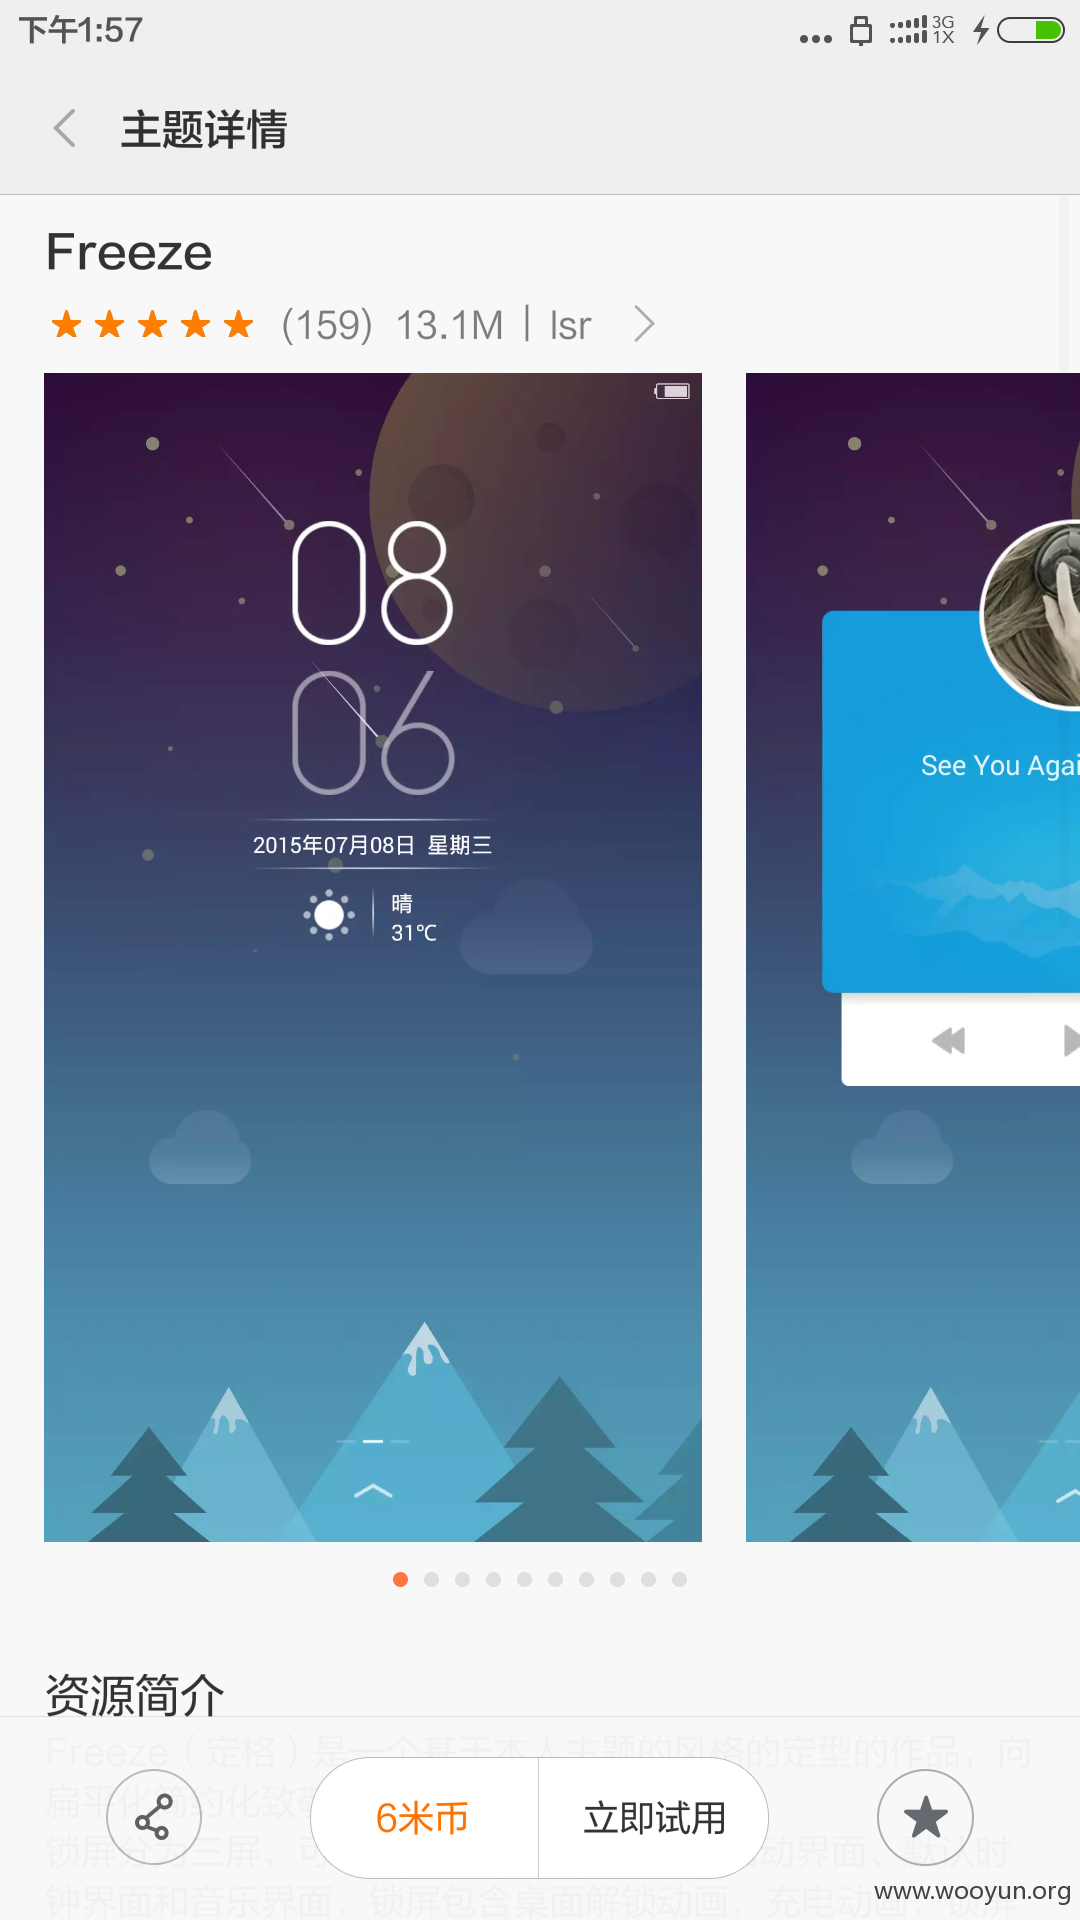 下午1:57
3G
1X
主题详情
Freeze
(159) 13.1M | lsr
08
06
2015年07月08日 星期三
晴
31℃
See You Agai
资源简介
Freeze（定格）是一个基于本人主题的风格的定型的作品，向
扁平化简约化致敬
6米币
立即试用
锁屏分为三屏，可
动界面、默认时
钟界面和音乐界面，锁屏包含桌面解锁动画，充电动画，锁屏
www.wooyun.org